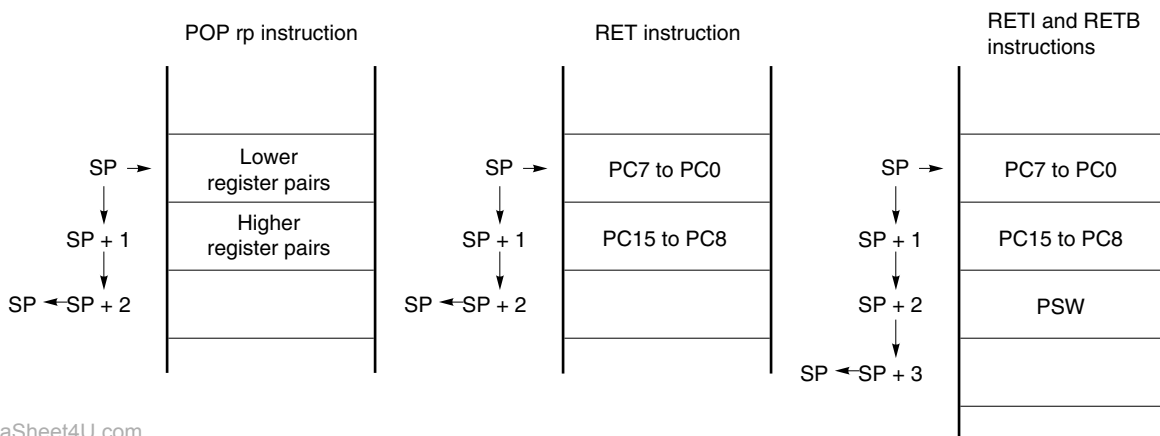 POP rp instruction
SP
Lower
register pairs
SP + 1
Higher
register pairs
SP
SP + 2
RET instruction
SP
PC7 to PC0
SP + 1
PC15 to PC8
SP
SP + 2
RETI and RETB
instructions
SP
PC7 to PC0
SP + 1
PC15 to PC8
SP + 2
PSW
SP
SP + 3
aSheet4U.com